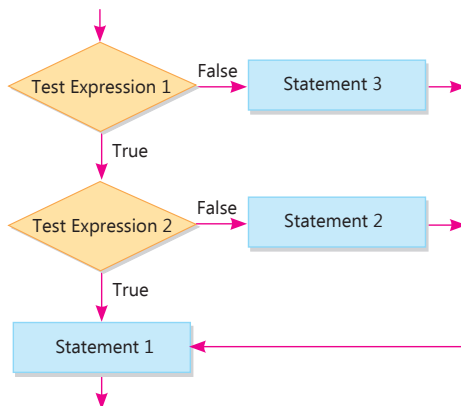 False
Test Expression 1
Statement 3
True
False
Test Expression 2
Statement 2
True
Statement 1